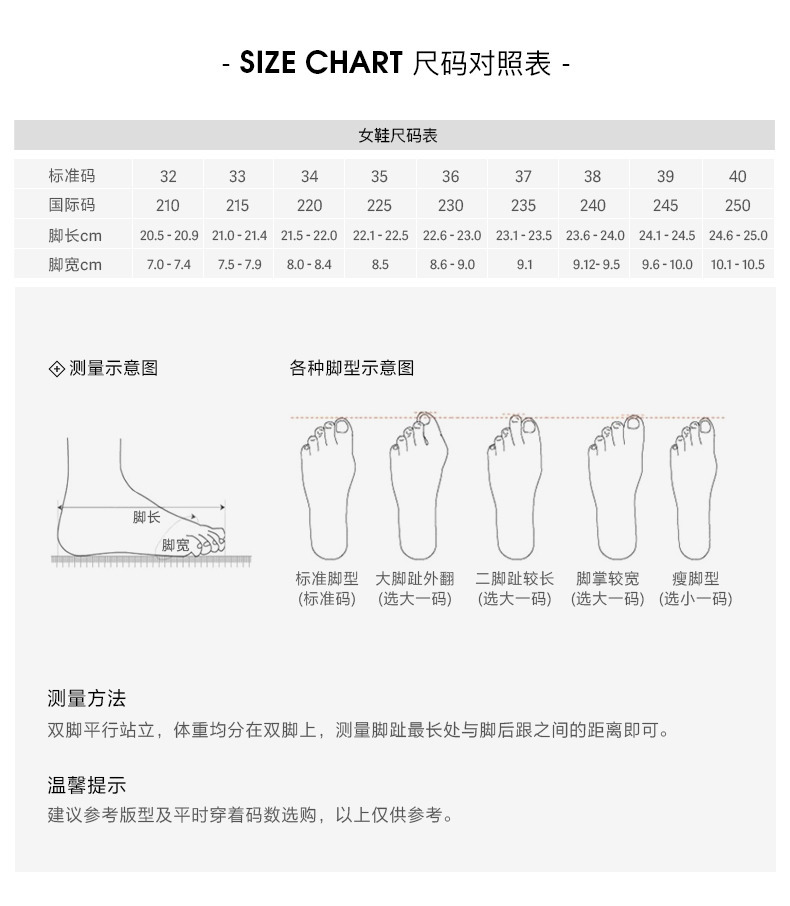 - SIZE CHART 尺码对照表 -
女鞋尺码表
标准码 32 33 34 35 36 37 38 39 40
国际码 210 215 220 225 230 235 240 245 250
脚长cm 20.5 - 20.9 21.0 - 21.4 21.5 - 22.0 22.1 - 22.5 22.6 - 23.0 23.1 - 23.5 23.6 - 24.0 24.1 - 24.5 24.6 - 25.0
脚宽cm 7.0 - 7.4 7.5 - 7.9 8.0 - 8.4 8.5 8.6 - 9.0 9.1 9.12- 9.5 9.6 - 10.0 10.1 - 10.5
测量示意图
脚长
脚宽
各种脚型示意图
标准脚型 大脚趾外翻 二脚趾较长 脚掌较宽 瘦脚型
(标准码) (选大一码) (选大一码) (选大一码) (选小一码)
测量方法
双脚平行站立，体重均分在双脚上，测量脚趾最长处与脚后跟之间的距离即可。
温馨提示
建议参考版型及平时穿着码数选购，以上仅供参考。